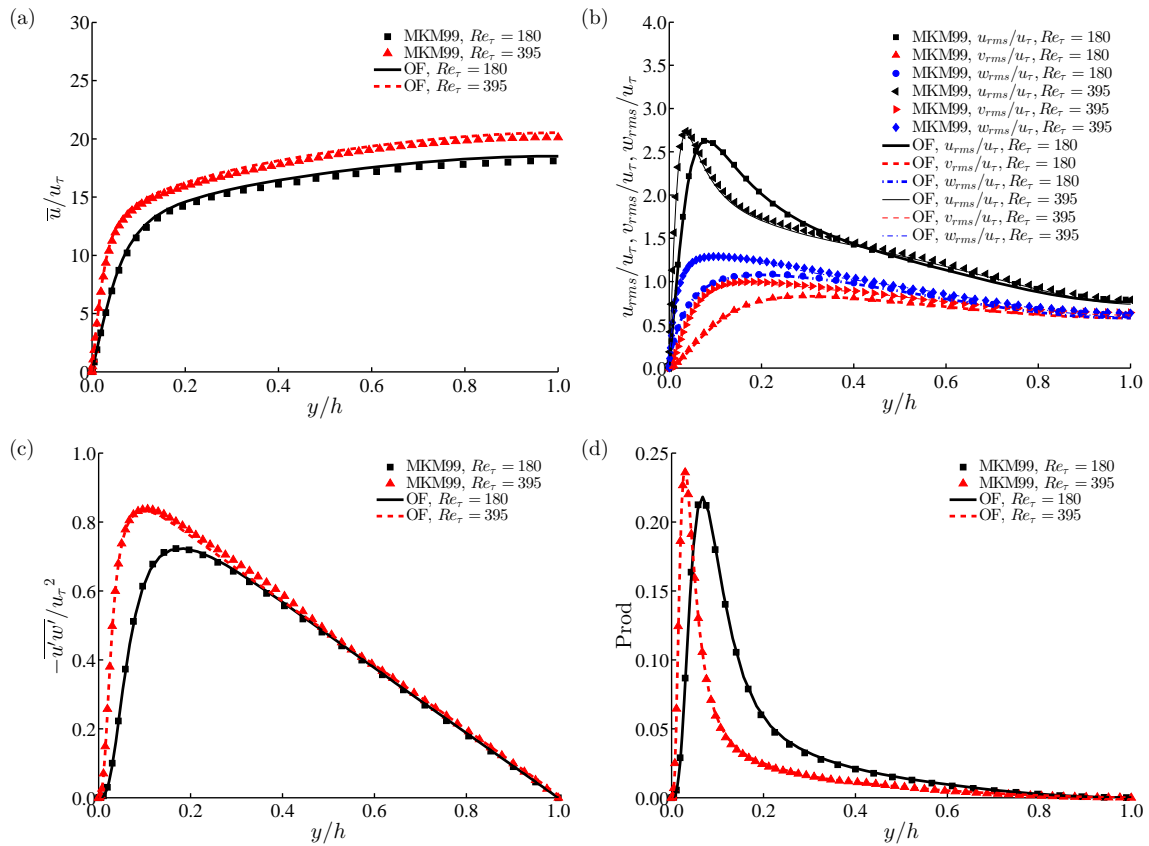 (a)
30
25
20
15
10
5
0
0.0 0.2 0.4 0.6 0.8 1.0
y/h
u̅/u_τ
MKM99, Re_τ = 180
MKM99, Re_τ = 395
OF, Re_τ = 180
OF, Re_τ = 395
(b)
4.0
3.5
3.0
2.5
2.0
1.5
1.0
0.5
0.0
0.0 0.2 0.4 0.6 0.8 1.0
y/h
u_rms/u_τ, v_rms/u_τ, w_rms/u_τ
MKM99, u_rms/u_τ, Re_τ = 180
MKM99, v_rms/u_τ, Re_τ = 180
MKM99, w_rms/u_τ, Re_τ = 180
MKM99, u_rms/u_τ, Re_τ = 395
MKM99, v_rms/u_τ, Re_τ = 395
MKM99, w_rms/u_τ, Re_τ = 395
OF, u_rms/u_τ, Re_τ = 180
OF, v_rms/u_τ, Re_τ = 180
OF, w_rms/u_τ, Re_τ = 180
OF, u_rms/u_τ, Re_τ = 395
OF, v_rms/u_τ, Re_τ = 395
OF, w_rms/u_τ, Re_τ = 395
(c)
1.0
0.8
0.6
0.4
0.2
0.0
0.0 0.2 0.4 0.6 0.8 1.0
y/h
−u′w′/u_τ²
MKM99, Re_τ = 180
MKM99, Re_τ = 395
OF, Re_τ = 180
OF, Re_τ = 395
(d)
0.25
0.20
0.15
0.10
0.05
0.00
0.0 0.2 0.4 0.6 0.8 1.0
y/h
Prod
MKM99, Re_τ = 180
MKM99, Re_τ = 395
OF, Re_τ = 180
OF, Re_τ = 395